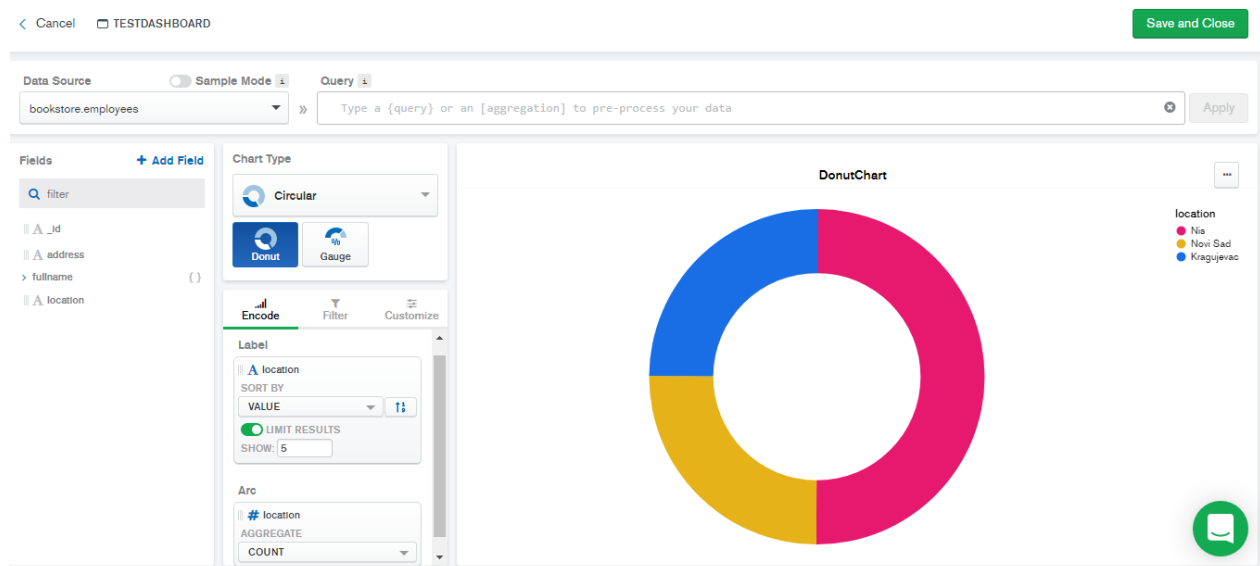 Cancel TESTDASHBOARD Save and Close
Data Source Sample Mode i Query i
bookstore.employees » Type a {query} or an [aggregation] to pre-process your data Apply
Fields + Add Field
filter
A _id
A address
> fullname { }
A location
Chart Type
Circular
Donut Gauge
Encode Filter Customize
Label
A location
SORT BY
VALUE
LIMIT RESULTS
SHOW: 5
Arc
# location
AGGREGATE
COUNT
DonutChart
...
location
Nis
Novi Sad
Kragujevac